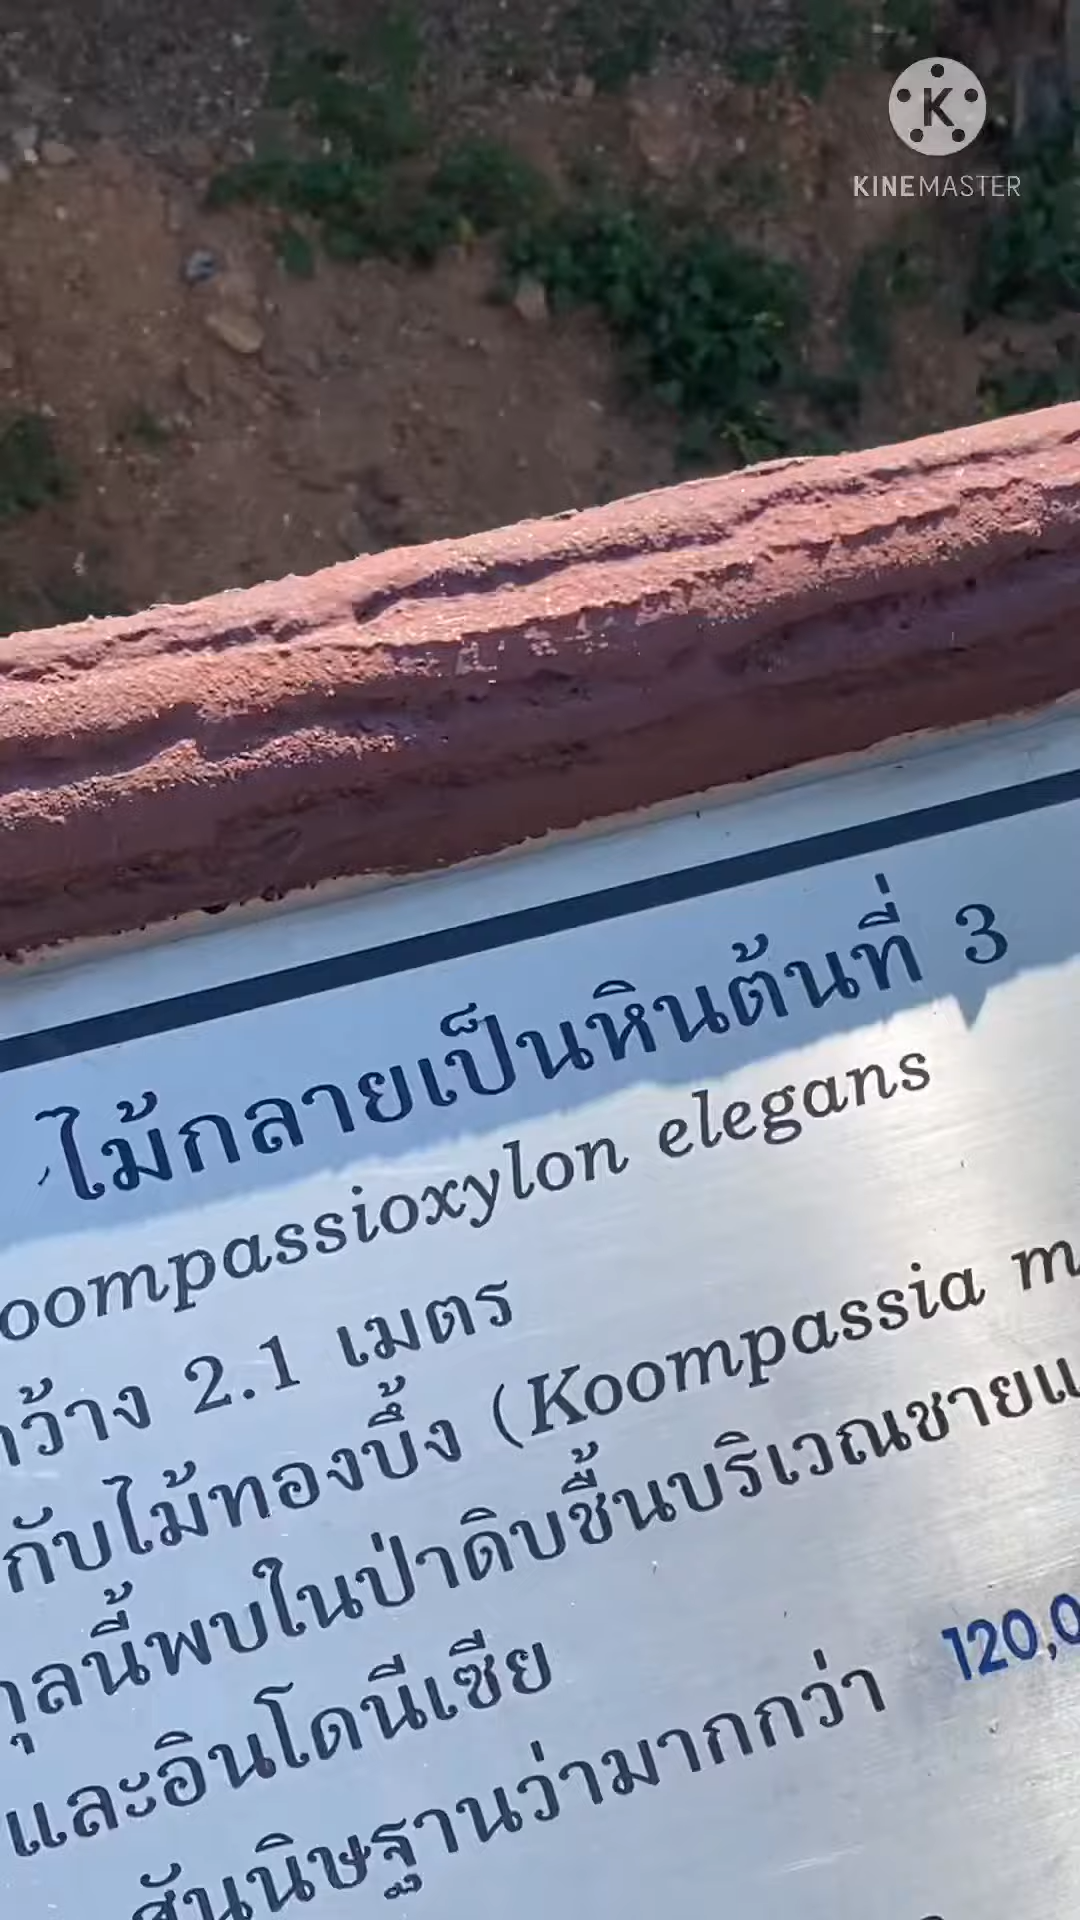 KINEMASTER
ไม้กลายเป็นหินต้นที่ 3
oompassioxylon elegans
กว้าง 2.1 เมตร
กับไม้ทองบึ้ง (Koompassia m
กุลนี้พบในป่าดิบชื้นบริเวณชายแ
และอินโดนีเซีย
สันนิษฐานว่ามากกว่า 120,0